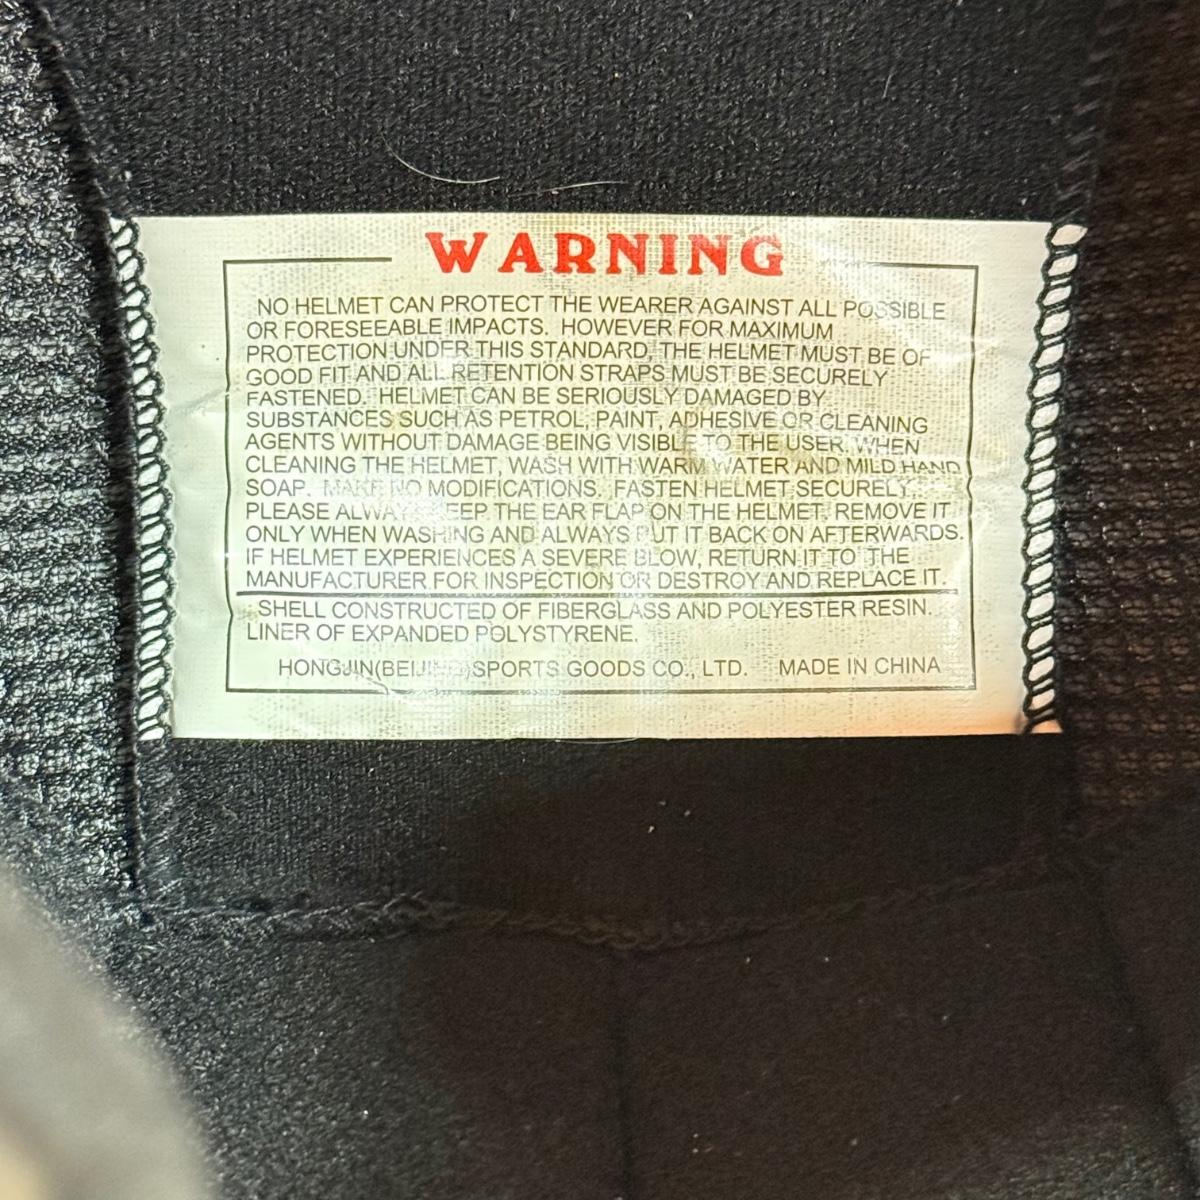 WARNING
NO HELMET CAN PROTECT THE WEARER AGAINST ALL POSSIBLE
OR FORESEEABLE IMPACTS. HOWEVER FOR MAXIMUM
PROTECTION UNDER THIS STANDARD, THE HELMET MUST BE OF
GOOD FIT AND ALL RETENTION STRAPS MUST BE SECURELY
FASTENED. HELMET CAN BE SERIOUSLY DAMAGED BY
SUBSTANCES SUCH AS PETROL, PAINT, ADHESIVE OR CLEANING
AGENTS WITHOUT DAMAGE BEING VISIBLE TO THE USER. WHEN
CLEANING THE HELMET, WASH WITH WARM WATER AND MILD HAND
SOAP. MAKE NO MODIFICATIONS. FASTEN HELMET SECURELY.
PLEASE ALWAYS KEEP THE EAR FLAP ON THE HELMET. REMOVE IT
ONLY WHEN WASHING AND ALWAYS PUT IT BACK ON AFTERWARDS.
IF HELMET EXPERIENCES A SEVERE BLOW, RETURN IT TO THE
MANUFACTURER FOR INSPECTION OR DESTROY AND REPLACE IT.
SHELL CONSTRUCTED OF FIBERGLASS AND POLYESTER RESIN.
LINER OF EXPANDED POLYSTYRENE.
HONGJIN(BEIJING)SPORTS GOODS CO., LTD. MADE IN CHINA